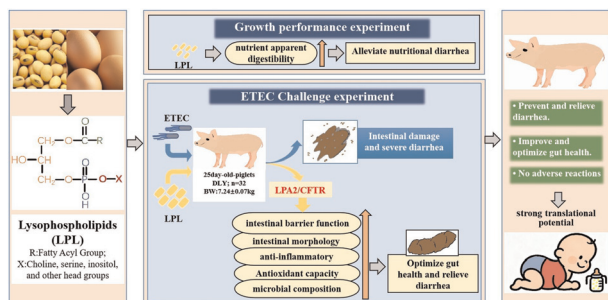 Growth performance experiment
LPL
nutrient apparent
digestibility
Alleviate nutritional diarrhea
O
CH₂-O-C-R
HO-CH
O
CH₂-O-P-O-X
OH
Lysophospholipids
(LPL)
R:Fatty Acyl Group;
X:Choline, serine, inositol,
and other head groups
ETEC Challenge experiment
ETEC
LPL
25day-old-piglets
DLY; n=32
BW:7.24±0.07kg
Intestinal damage
and severe diarrhea
LPA2/CFTR
intestinal barrier function
intestinal morphology
anti-inflammatory
Antioxidant capacity
microbial composition
Optimize gut
health and relieve
diarrhea
• Prevent and relieve
diarrhea.
• Improve and
optimize gut health.
• No adverse reactions
strong translational
potential